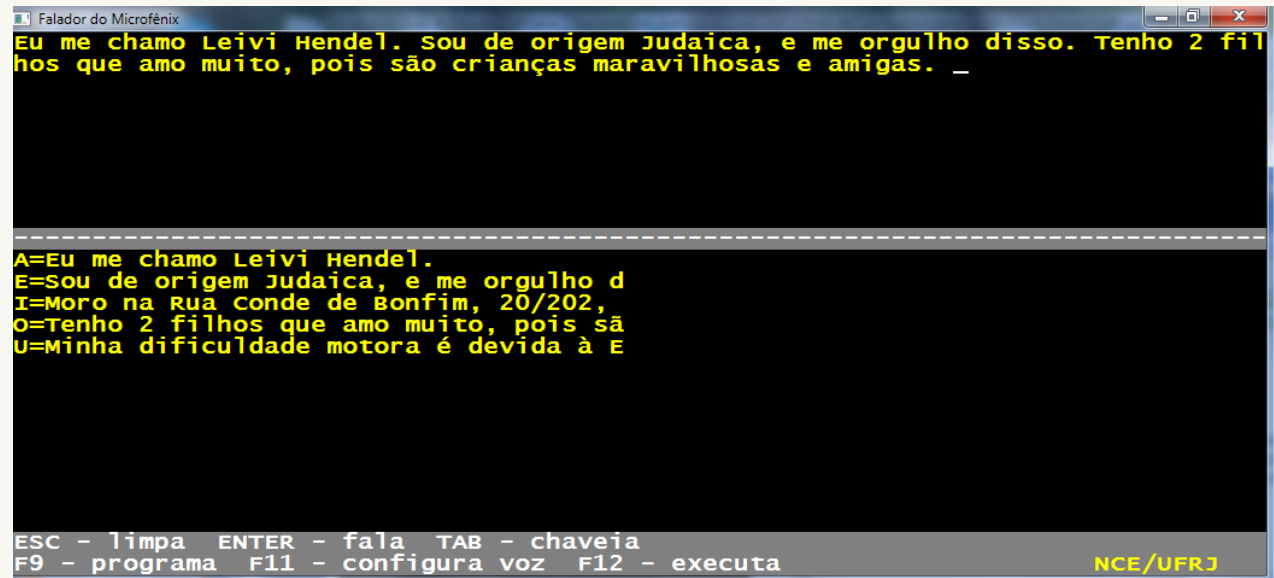 Falador do Microfênix
Eu me chamo Leivi Hendel. Sou de origem Judaica, e me orgulho disso. Tenho 2 fil
hos que amo muito, pois são crianças maravilhosas e amigas. _
--------------------------------------------------------------------------------
A=Eu me chamo Leivi Hendel.
E=Sou de origem Judaica, e me orgulho d
I=Moro na Rua Conde de Bonfim, 20/202,
O=Tenho 2 filhos que amo muito, pois sã
U=Minha dificuldade motora é devida à E
ESC - limpa ENTER - fala TAB - chaveia
F9 - programa F11 - configura voz F12 - executa NCE/UFRJ